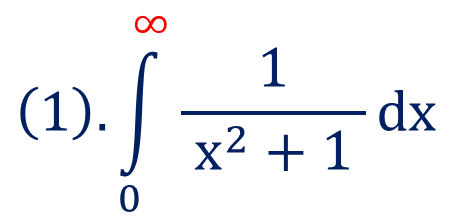 (1). ∫₀^∞ 1/(x² + 1) dx